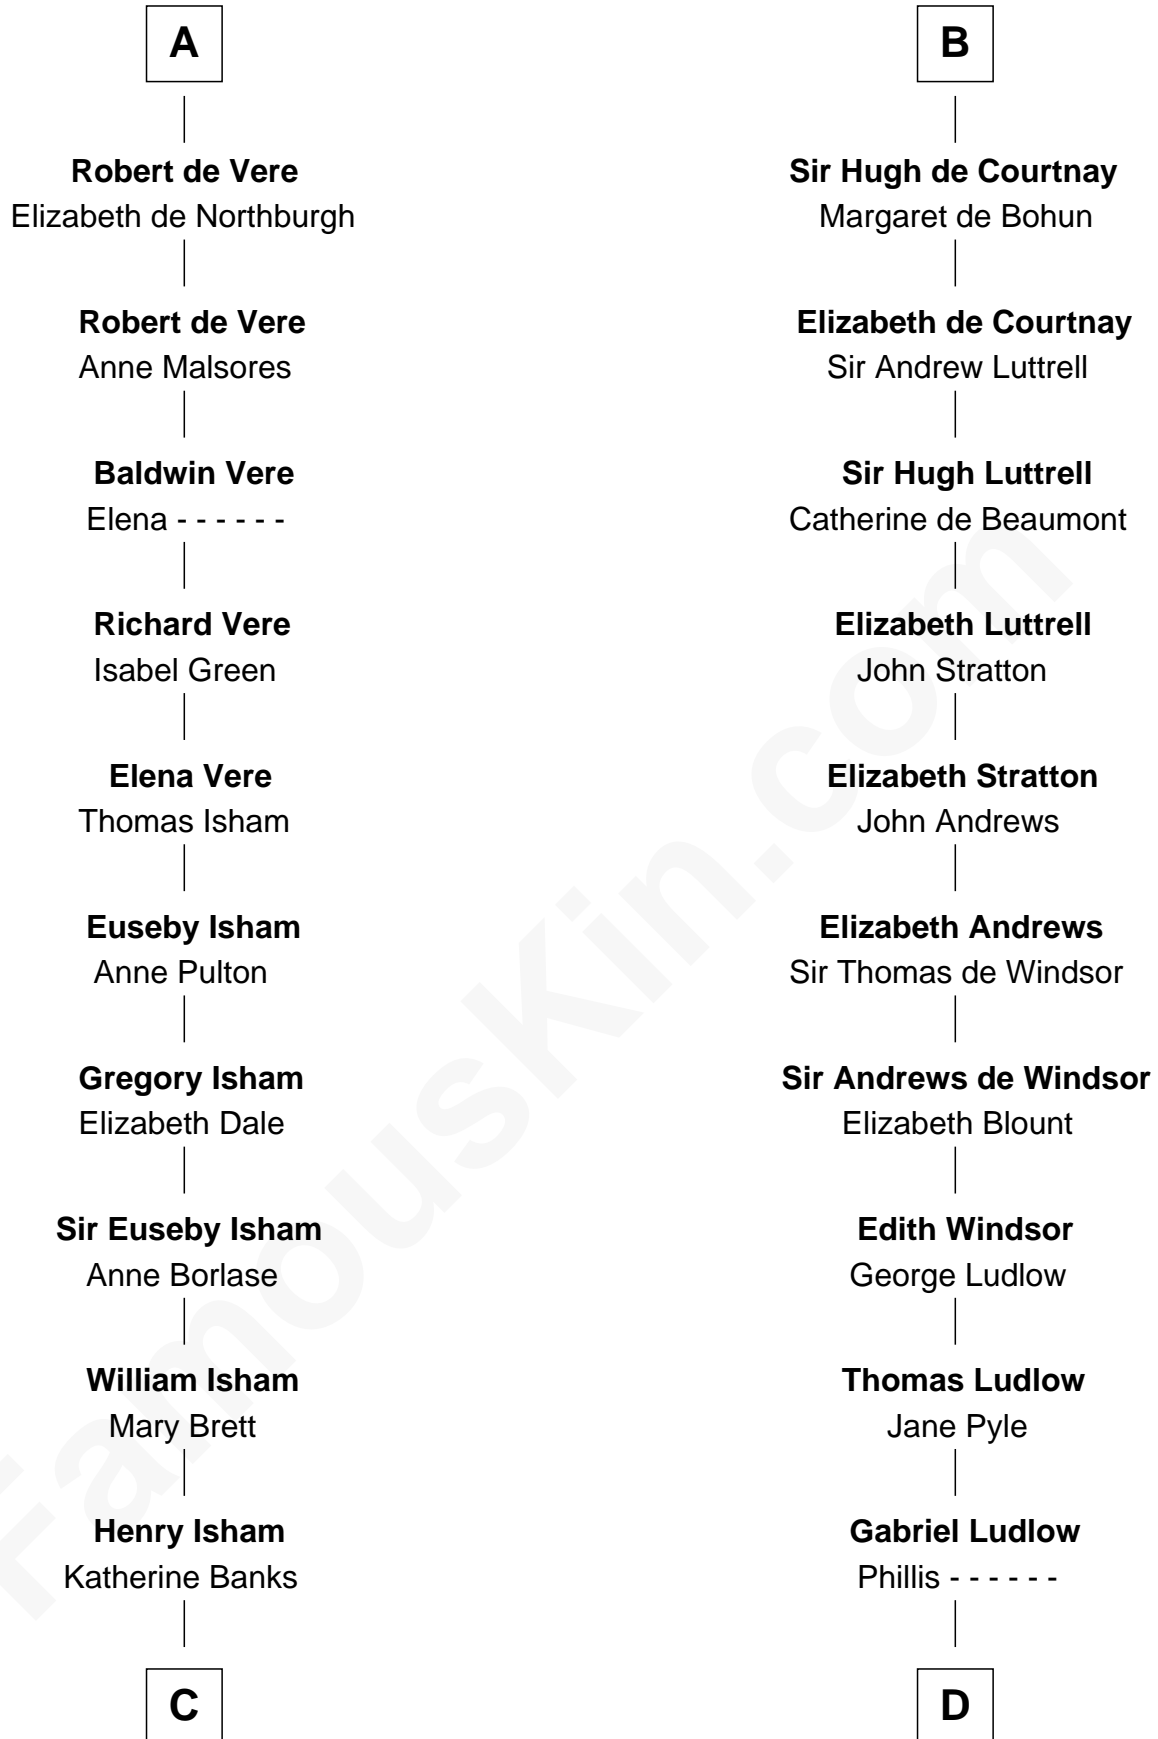 A
Robert de Vere
Elizabeth de Northburgh
Robert de Vere
Anne Malsores
Baldwin Vere
Elena - - - - - -
Richard Vere
Isabel Green
Elena Vere
Thomas Isham
Euseby Isham
Anne Pulton
Gregory Isham
Elizabeth Dale
Sir Euseby Isham
Anne Borlase
William Isham
Mary Brett
Henry Isham
Katherine Banks
C
B
Sir Hugh de Courtnay
Margaret de Bohun
Elizabeth de Courtnay
Sir Andrew Luttrell
Sir Hugh Luttrell
Catherine de Beaumont
Elizabeth Luttrell
John Stratton
Elizabeth Stratton
John Andrews
Elizabeth Andrews
Sir Thomas de Windsor
Sir Andrews de Windsor
Elizabeth Blount
Edith Windsor
George Ludlow
Thomas Ludlow
Jane Pyle
Gabriel Ludlow
Phillis - - - - - -
D
FamousKin.com